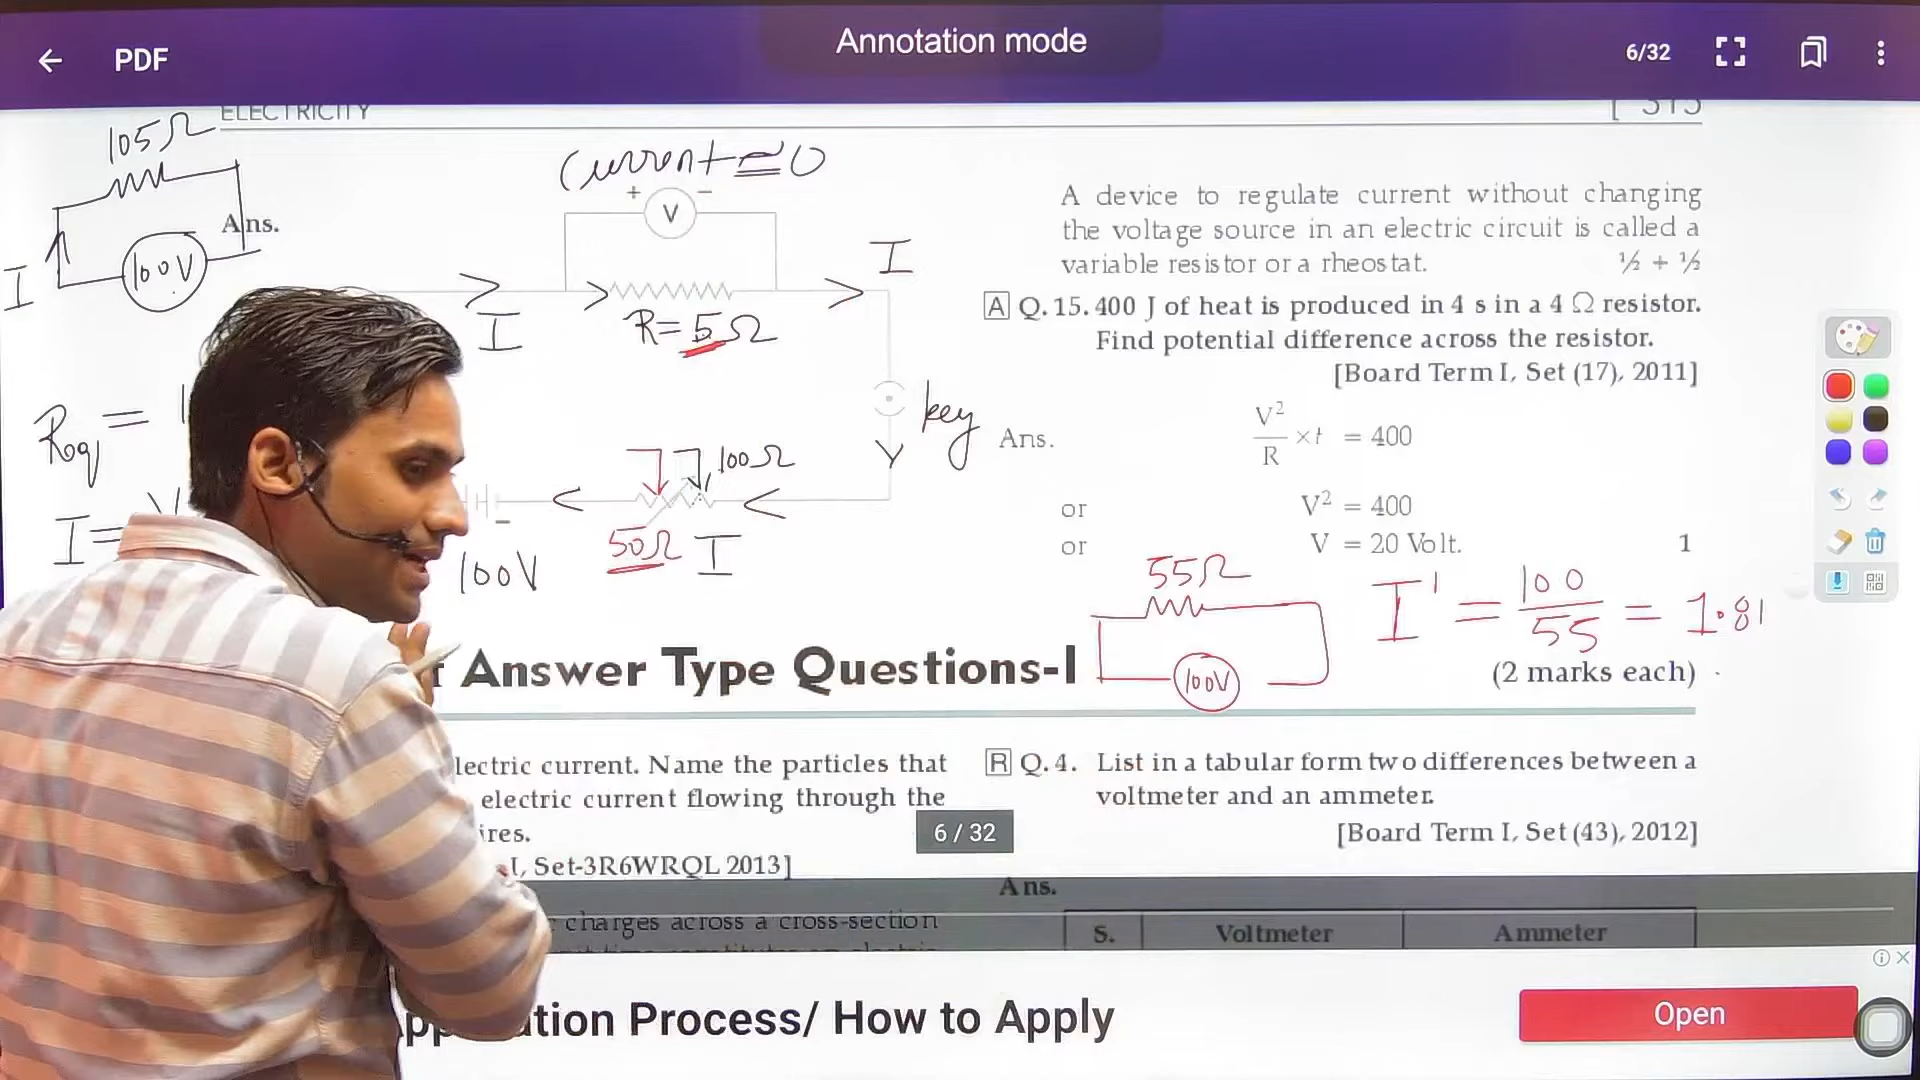 PDF
Annotation mode
6/32
ELECTRICITY
[ 315
105Ω
100V
I
Ans.
Current ≅ 0
+ V −
I
I
R = 5Ω
key
Req =
I =
100Ω
50Ω
I
100V
−
A device to regulate current without changing
the voltage source in an electric circuit is called a
variable resistor or a rheostat. ½ + ½
A Q. 15. 400 J of heat is produced in 4 s in a 4 Ω resistor.
Find potential difference across the resistor.
[Board Term I, Set (17), 2011]
Ans. V²/R × t = 400
or V² = 400
or V = 20 Volt. 1
55Ω
100V
I' = 100/55 = 1.81
Answer Type Questions-I
(2 marks each)
lectric current. Name the particles that
electric current flowing through the
ires.
I, Set-3R6WRQL 2013]
charges across a cross-section
R Q. 4. List in a tabular form two differences between a
voltmeter and an ammeter.
[Board Term I, Set (43), 2012]
6 / 32
Ans.
S. Voltmeter Ammeter
tion Process/ How to Apply
Open